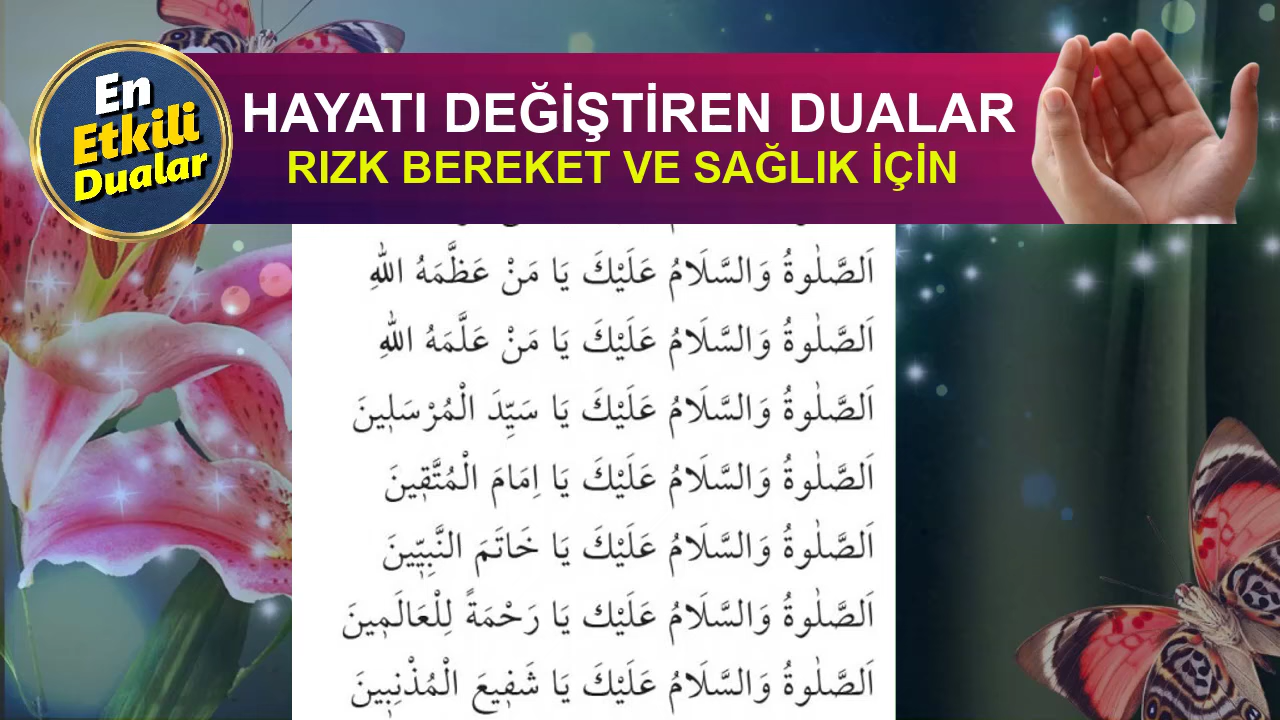 En
Etkili
Dualar
HAYATI DEĞİŞTİREN DUALAR
RIZK BEREKET VE SAĞLIK İÇİN
اَلصَّلٰوةُ وَالسَّلَامُ عَلَيْكَ يَا مَنْ عَظَّمَهُ اللهِ
اَلصَّلٰوةُ وَالسَّلَامُ عَلَيْكَ يَا مَنْ عَلَّمَهُ اللهِ
اَلصَّلٰوةُ وَالسَّلَامُ عَلَيْكَ يَا سَيِّدَ الْمُرْسَلٖينَ
اَلصَّلٰوةُ وَالسَّلَامُ عَلَيْكَ يَا اِمَامَ الْمُتَّقٖينَ
اَلصَّلٰوةُ وَالسَّلَامُ عَلَيْكَ يَا خَاتَمَ النَّبِيّٖينَ
اَلصَّلٰوةُ وَالسَّلَامُ عَلَيْك يَا رَحْمَةً لِلْعَالَمٖينَ
اَلصَّلٰوةُ وَالسَّلَامُ عَلَيْكَ يَا شَفٖيعَ الْمُذْنِبٖينَ